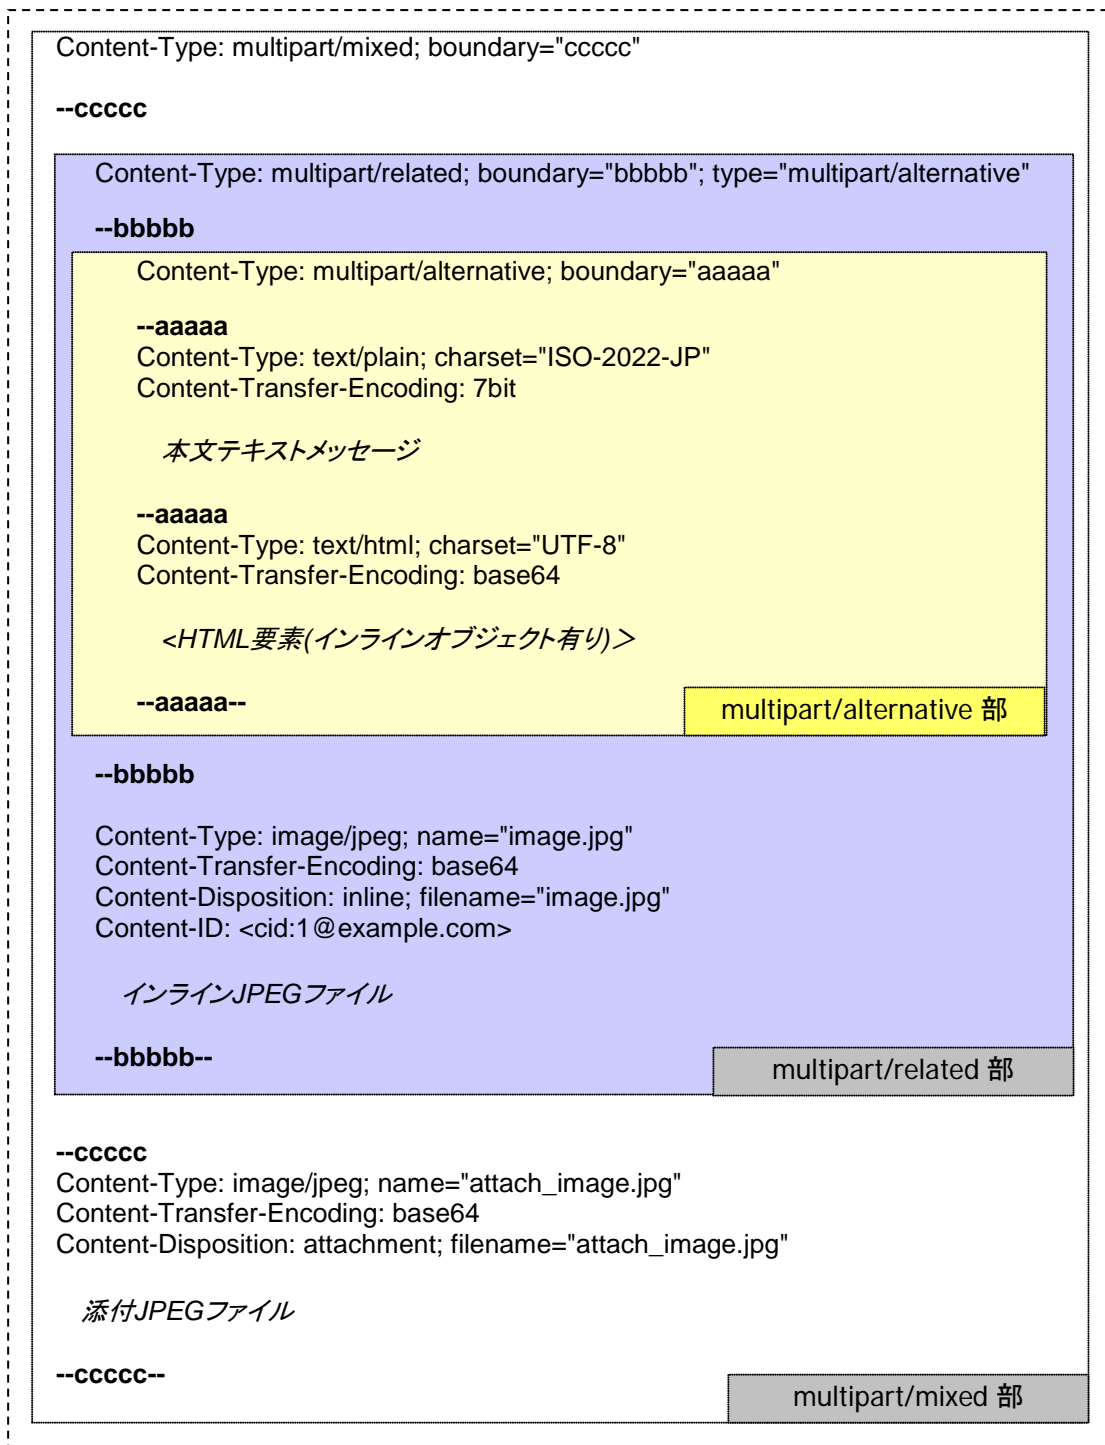 Content-Type: multipart/mixed; boundary="ccccc"
--ccccc
Content-Type: multipart/related; boundary="bbbbb"; type="multipart/alternative"
--bbbbb
Content-Type: multipart/alternative; boundary="aaaaa"
--aaaaa
Content-Type: text/plain; charset="ISO-2022-JP"
Content-Transfer-Encoding: 7bit
本文テキストメッセージ
--aaaaa
Content-Type: text/html; charset="UTF-8"
Content-Transfer-Encoding: base64
<HTML要素(インラインオブジェクト有り)＞
--aaaaa--
multipart/alternative 部
--bbbbb
Content-Type: image/jpeg; name="image.jpg"
Content-Transfer-Encoding: base64
Content-Disposition: inline; filename="image.jpg"
Content-ID: <cid:1@example.com>
インラインJPEGファイル
--bbbbb--
multipart/related 部
--ccccc
Content-Type: image/jpeg; name="attach_image.jpg"
Content-Transfer-Encoding: base64
Content-Disposition: attachment; filename="attach_image.jpg"
添付JPEGファイル
--ccccc--
multipart/mixed 部